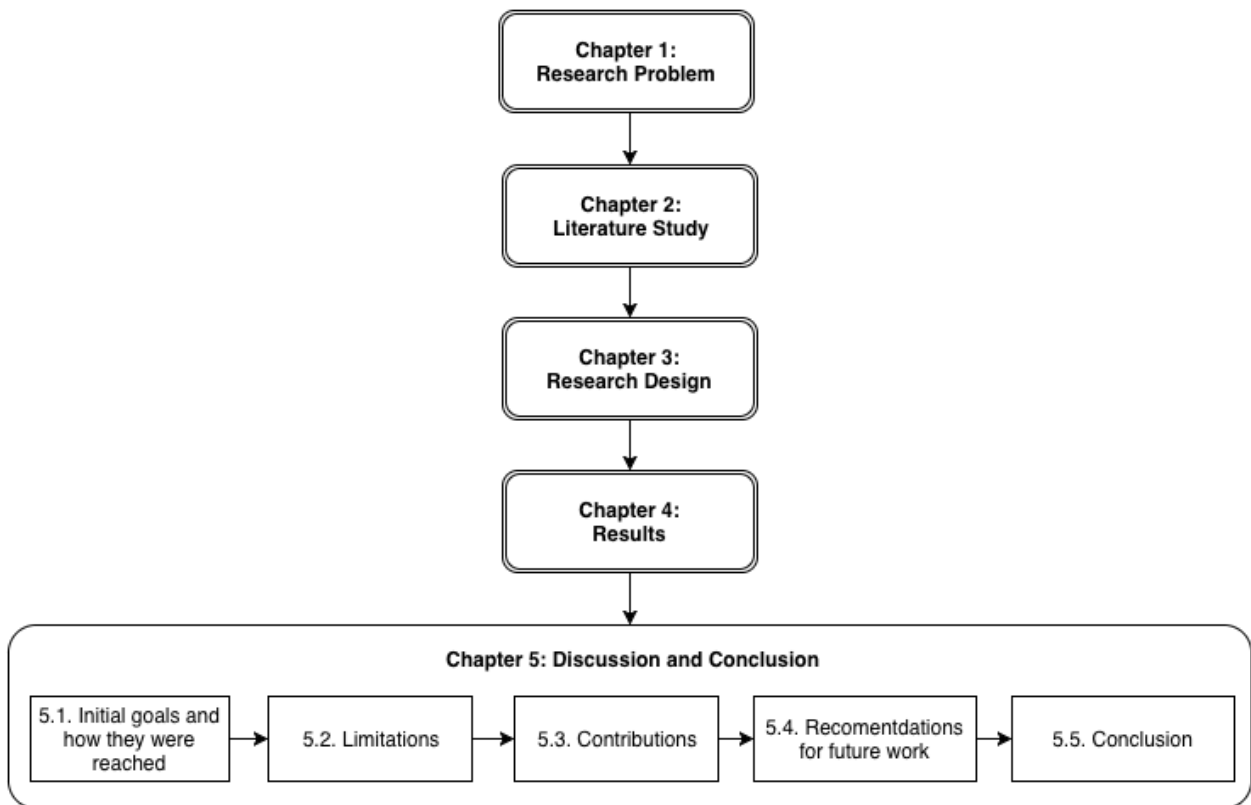 Chapter 1:
Research Problem
Chapter 2:
Literature Study
Chapter 3:
Research Design
Chapter 4:
Results
Chapter 5: Discussion and Conclusion
5.1. Initial goals and
how they were
reached
5.2. Limitations
5.3. Contributions
5.4. Recomentdations
for future work
5.5. Conclusion